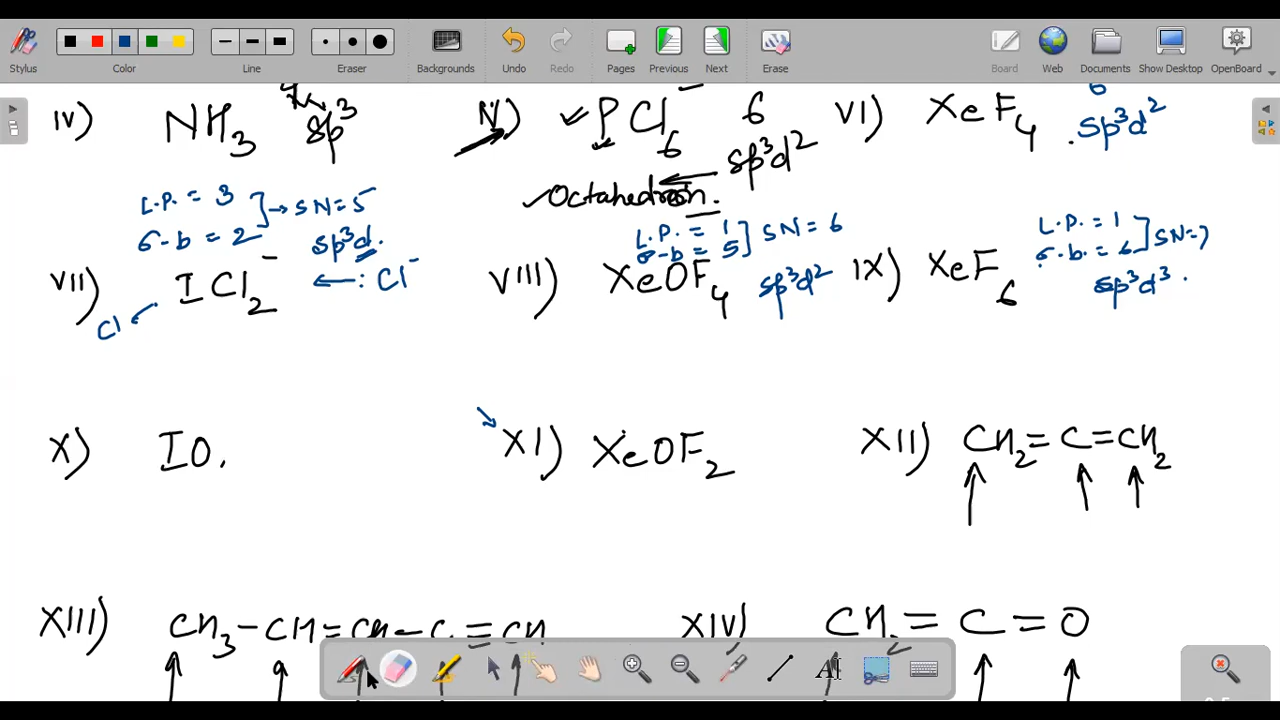 Stylus Color Line Eraser Backgrounds Undo Redo Pages Previous Next Erase Board Web Documents Show Desktop OpenBoard
iv) NH3 sp³ V) PCl6⁻ 6 sp³d² VI) XeF4 6 sp³d²
Octahedron.
L.P. = 3 σ-b = 2 → SN = 5 sp³d.
L.P. = 1 σ-b = 5 SN = 6 sp³d²
L.P. = 1 σ-b. = 6 SN = 7 sp³d³.
VII) ICl2⁻ ← :Cl⁻ VIII) XeOF4 IX) XeF6
Cl
X) IO. XI) XeOF2 XII) CH2=C=CH2
XIII) CH3-CH=CH-C≡CH XIV) CH2=C=O